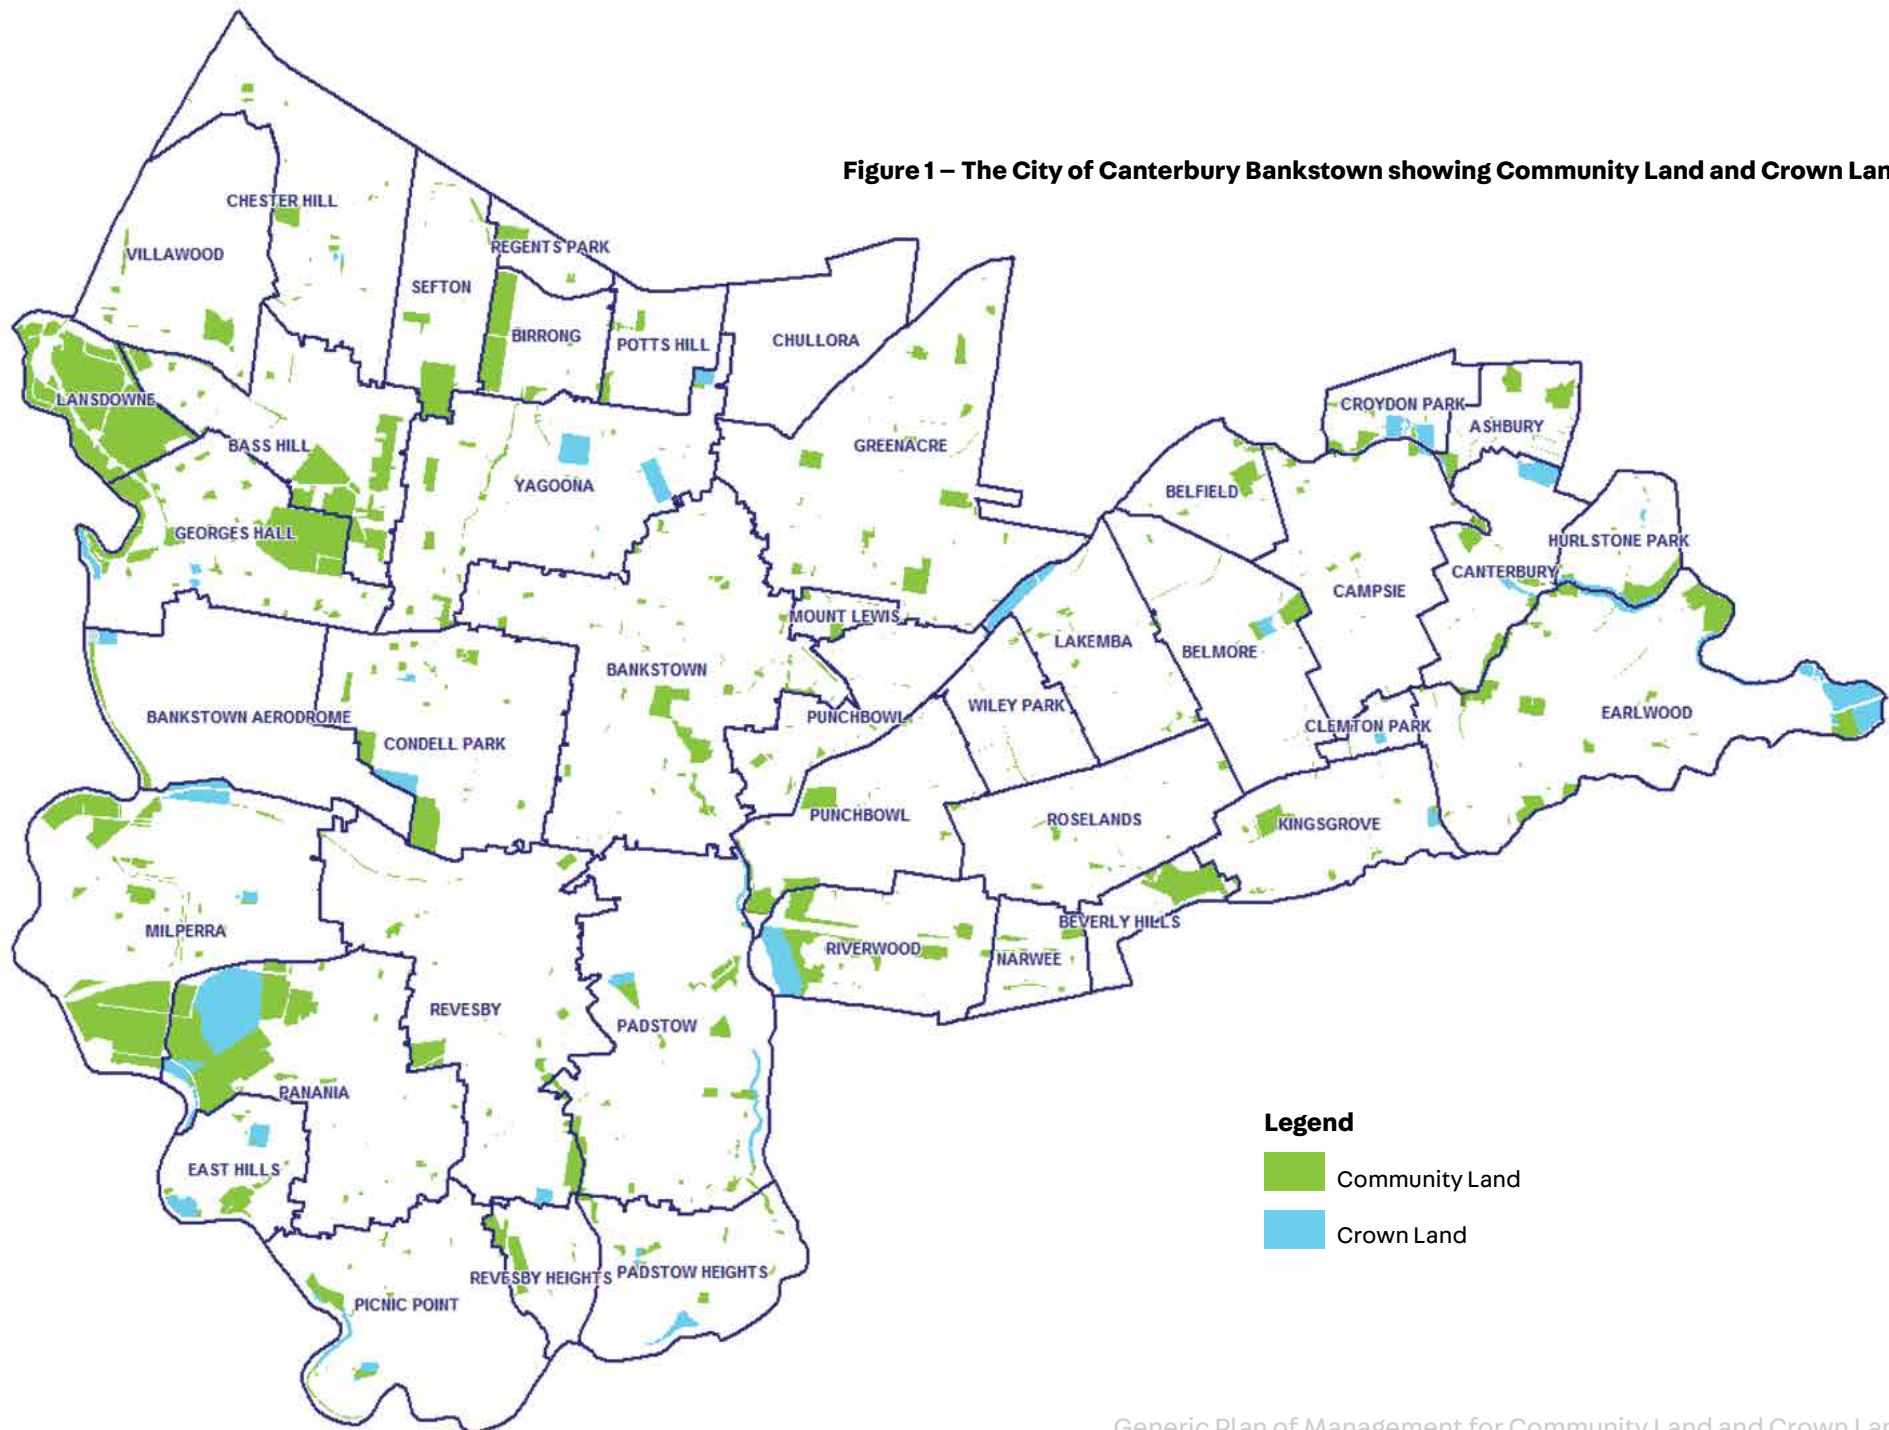 Figure 1 – The City of Canterbury Bankstown showing Community Land and Crown Lan
CHESTER HILL
VILLAWOOD
REGENTS PARK
SEFTON
BIRRONG
POTTS HILL
CHULLORA
LANSDOWNE
CROYDON PARK
ASHBURY
BASS HILL
GREENACRE
YAGOONA
BELFIELD
GEORGES HALL
HURLSTONE PARK
CANTERBURY
CAMPSIE
MOUNT LEWIS
LAKEMBA
BELMORE
BANKSTOWN
WILEY PARK
EARLWOOD
BANKSTOWN AERODROME
PUNCHBOWL
CLEMTON PARK
CONDELL PARK
PUNCHBOWL
ROSELANDS
KINGSGROVE
BEVERLY HILLS
MILPERRA
RIVERWOOD
NARWEE
REVESBY
PADSTOW
PANANIA
EAST HILLS
REVESBY HEIGHTS
PADSTOW HEIGHTS
PICNIC POINT
Legend
Community Land
Crown Land
Generic Plan of Management for Community Land and Crown Lan